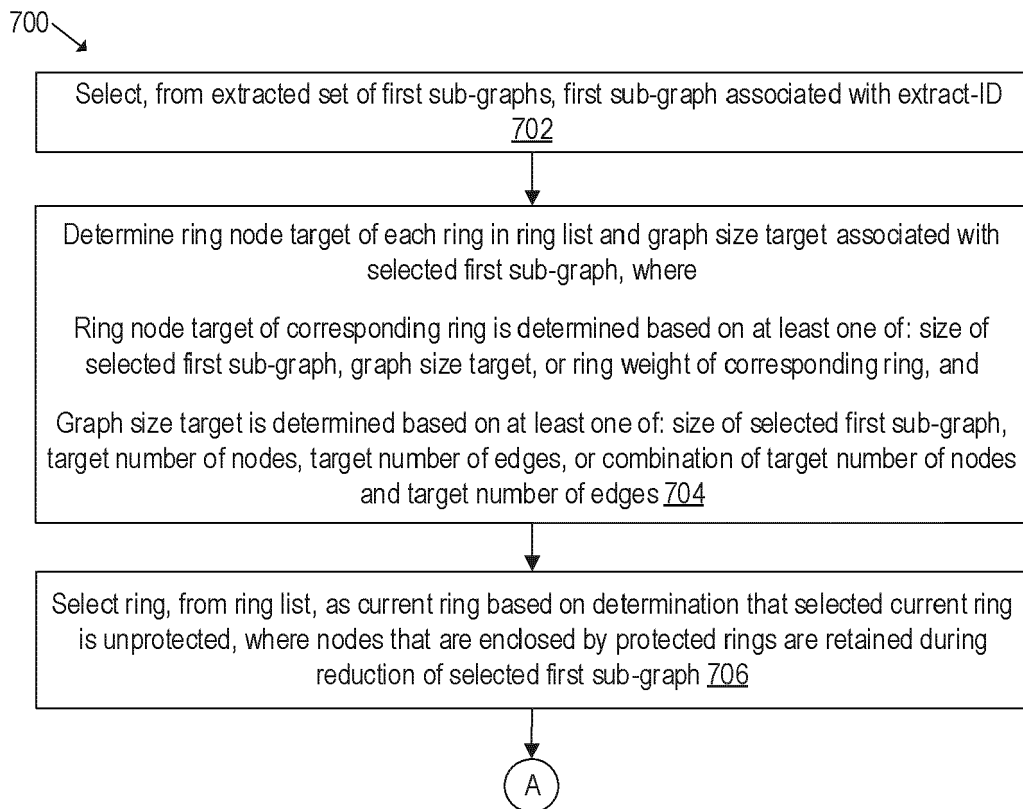 700
Select, from extracted set of first sub-graphs, first sub-graph associated with extract-ID
702
Determine ring node target of each ring in ring list and graph size target associated with
selected first sub-graph, where
Ring node target of corresponding ring is determined based on at least one of: size of
selected first sub-graph, graph size target, or ring weight of corresponding ring, and
Graph size target is determined based on at least one of: size of selected first sub-graph,
target number of nodes, target number of edges, or combination of target number of nodes
and target number of edges 704
Select ring, from ring list, as current ring based on determination that selected current ring
is unprotected, where nodes that are enclosed by protected rings are retained during
reduction of selected first sub-graph 706
A